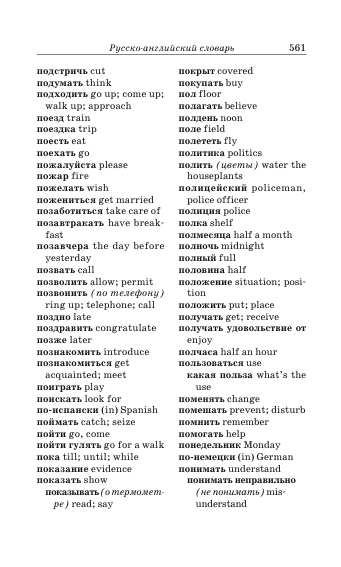 Русско-английский словарь 561
подстричь cut
подумать think
подходить go up; come up;
walk up; approach
поезд train
поездка trip
поесть eat
поехать go
пожалуйста please
пожар fire
пожелать wish
пожениться get married
позаботиться take care of
позавтракать have break-
fast
позавчера the day before
yesterday
позвать call
позволить allow; permit
позвонить (по телефону)
ring up; telephone; call
поздно late
поздравить congratulate
позже later
познакомить introduce
познакомиться get
acquainted; meet
поиграть play
поискать look for
по-испански (in) Spanish
поймать catch; seize
пойти go, come
пойти гулять go for a walk
пока till; until; while
показание evidence
показать show
показывать (о термомет-
ре) read; say
покрыт covered
покупать buy
пол floor
полагать believe
полдень noon
поле field
полететь fly
политика politics
полить (цветы) water the
houseplants
полицейский policeman,
police officer
полиция police
полка shelf
полмесяца half a month
полночь midnight
полный full
половина half
положение situation; posi-
tion
положить put; place
получать get; receive
получать удовольствие от
enjoy
полчаса half an hour
пользоваться use
какая польза what's the
use
поменять change
помешать prevent; disturb
помнить remember
помогать help
понедельник Monday
по-немецки (in) German
понимать understand
понимать неправильно
(не понимать) mis-
understand